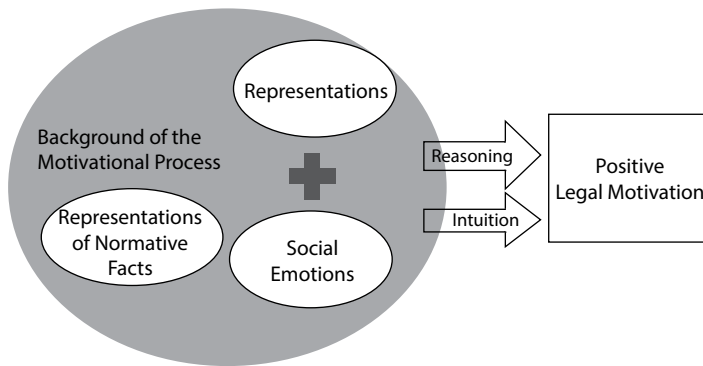 Representations
Background of the
Motivational Process
Representations
of Normative
Facts
Social
Emotions
Reasoning
Intuition
Positive
Legal Motivation